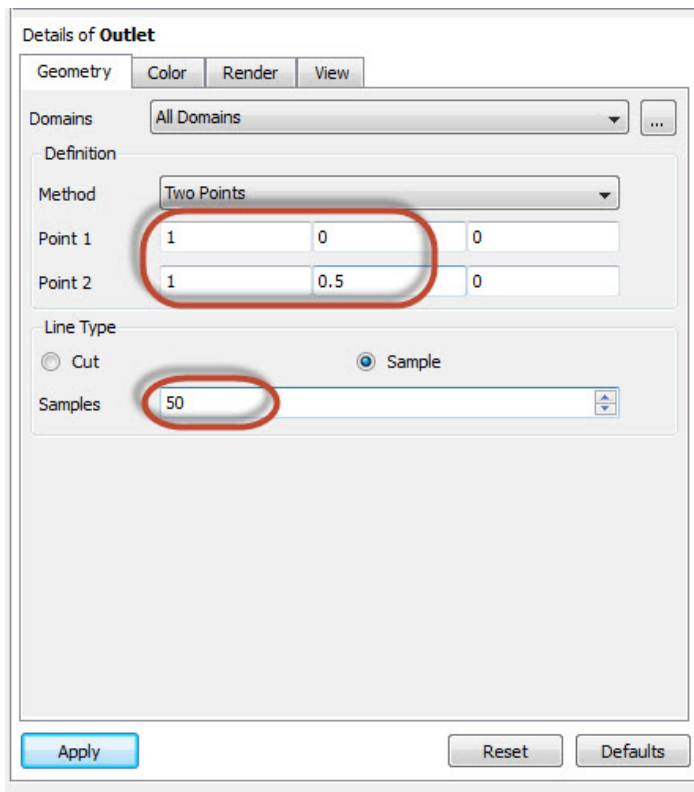 Details of Outlet
Geometry Color Render View
Domains All Domains ...
Definition
Method Two Points
Point 1 1 0 0
Point 2 1 0.5 0
Line Type
Cut Sample
Samples 50
Apply Reset Defaults